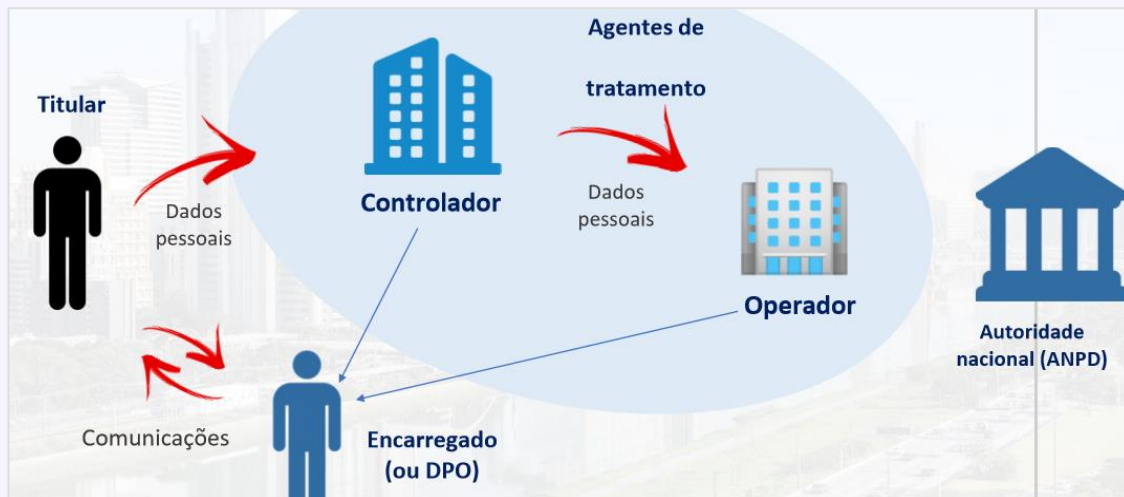 Agentes de
tratamento
Titular
Controlador
Dados
pessoais
Dados
pessoais
Operador
Autoridade
nacional (ANPD)
Comunicações
Encarregado
(ou DPO)